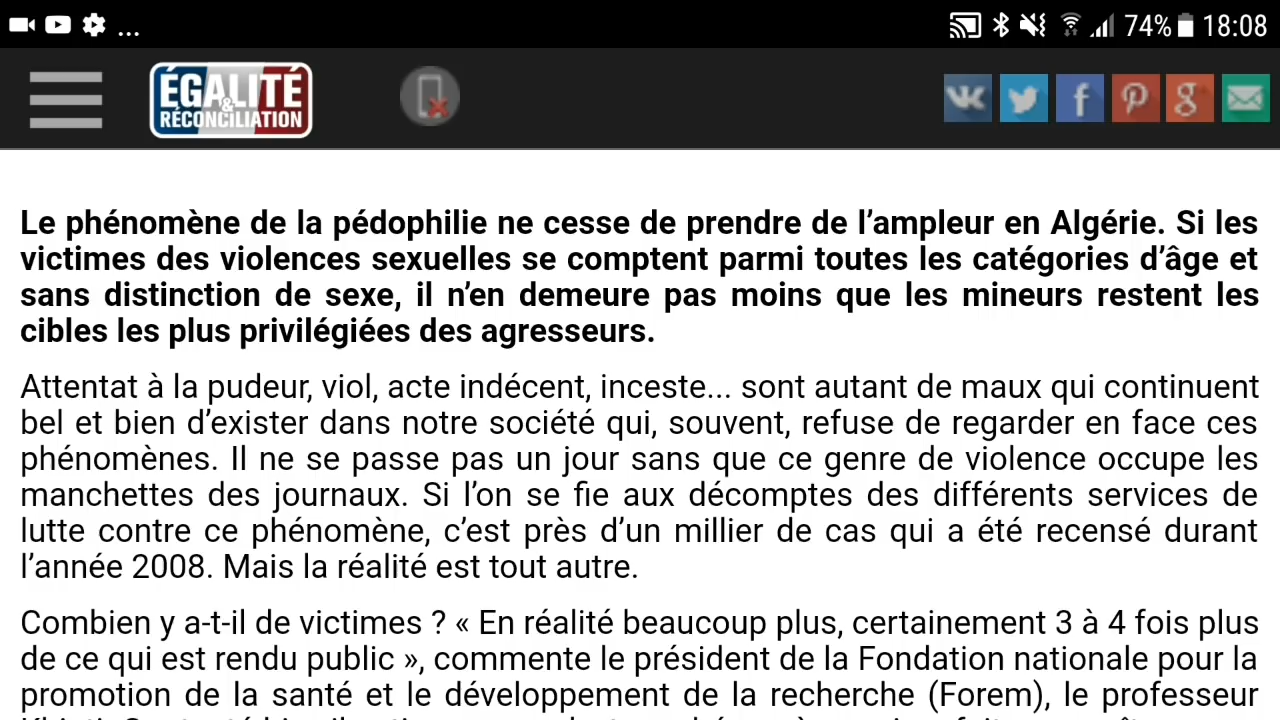 ...
74% 18:08
ÉGALITÉ
&
RÉCONCILIATION
Le phénomène de la pédophilie ne cesse de prendre de l’ampleur en Algérie. Si les
victimes des violences sexuelles se comptent parmi toutes les catégories d’âge et
sans distinction de sexe, il n’en demeure pas moins que les mineurs restent les
cibles les plus privilégiées des agresseurs.
Attentat à la pudeur, viol, acte indécent, inceste... sont autant de maux qui continuent
bel et bien d’exister dans notre société qui, souvent, refuse de regarder en face ces
phénomènes. Il ne se passe pas un jour sans que ce genre de violence occupe les
manchettes des journaux. Si l’on se fie aux décomptes des différents services de
lutte contre ce phénomène, c’est près d’un millier de cas qui a été recensé durant
l’année 2008. Mais la réalité est tout autre.
Combien y a-t-il de victimes ? « En réalité beaucoup plus, certainement 3 à 4 fois plus
de ce qui est rendu public », commente le président de la Fondation nationale pour la
promotion de la santé et le développement de la recherche (Forem), le professeur